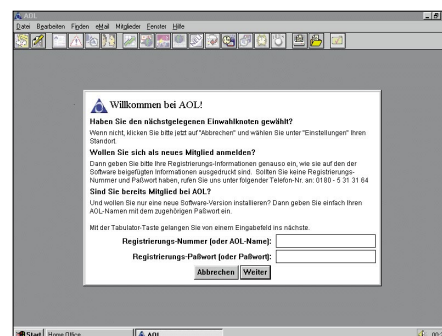 AOL
Datei Bearbeiten Finden eMail Mitglieder Fenster Hilfe
Willkommen bei AOL!
Haben Sie den nächstgelegenen Einwahlknoten gewählt?
Wenn nicht, klicken Sie bitte jetzt auf "Abbrechen" und wählen Sie unter "Einstellungen" Ihren
Standort.
Wollen Sie sich als neues Mitglied anmelden?
Dann geben Sie bitte Ihre Registrierungs-Informationen genauso ein, wie sie auf den der
Software beigefügten Informationen ausgedruckt sind. Sollten Sie keine Registrierungs-
Nummer und Paßwort haben, rufen Sie uns unter folgender Telefon-Nr. an: 0180 - 5 31 31 64
Sind Sie bereits Mitglied bei AOL?
Und wollen Sie nur eine neue Software-Version installieren? Dann geben Sie einfach Ihren
AOL-Namen mit dem zugehörigen Paßwort ein.
Mit der Tabulator-Taste gelangen Sie von einem Eingabefeld ins nächste.
Registrierungs-Nummer (oder AOL-Name):
Registrierungs-Paßwort (oder Paßwort):
Abbrechen Weiter
Start Home Office AOL